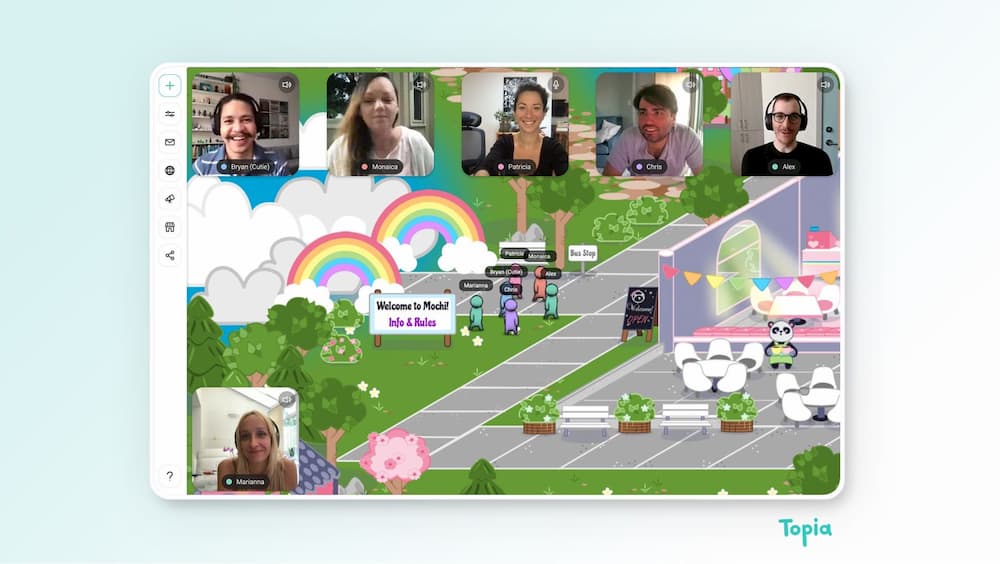 Bryan (Cutie)
Monaica
Patricia
Chris
Alex
Patricia
Monaica
Bus Stop
Bryan (Cutie)
Alex
Marianna
Chris
Welcome to Mochi!
Info & Rules
Welcome!
OPEN
Marianna
?
Topia